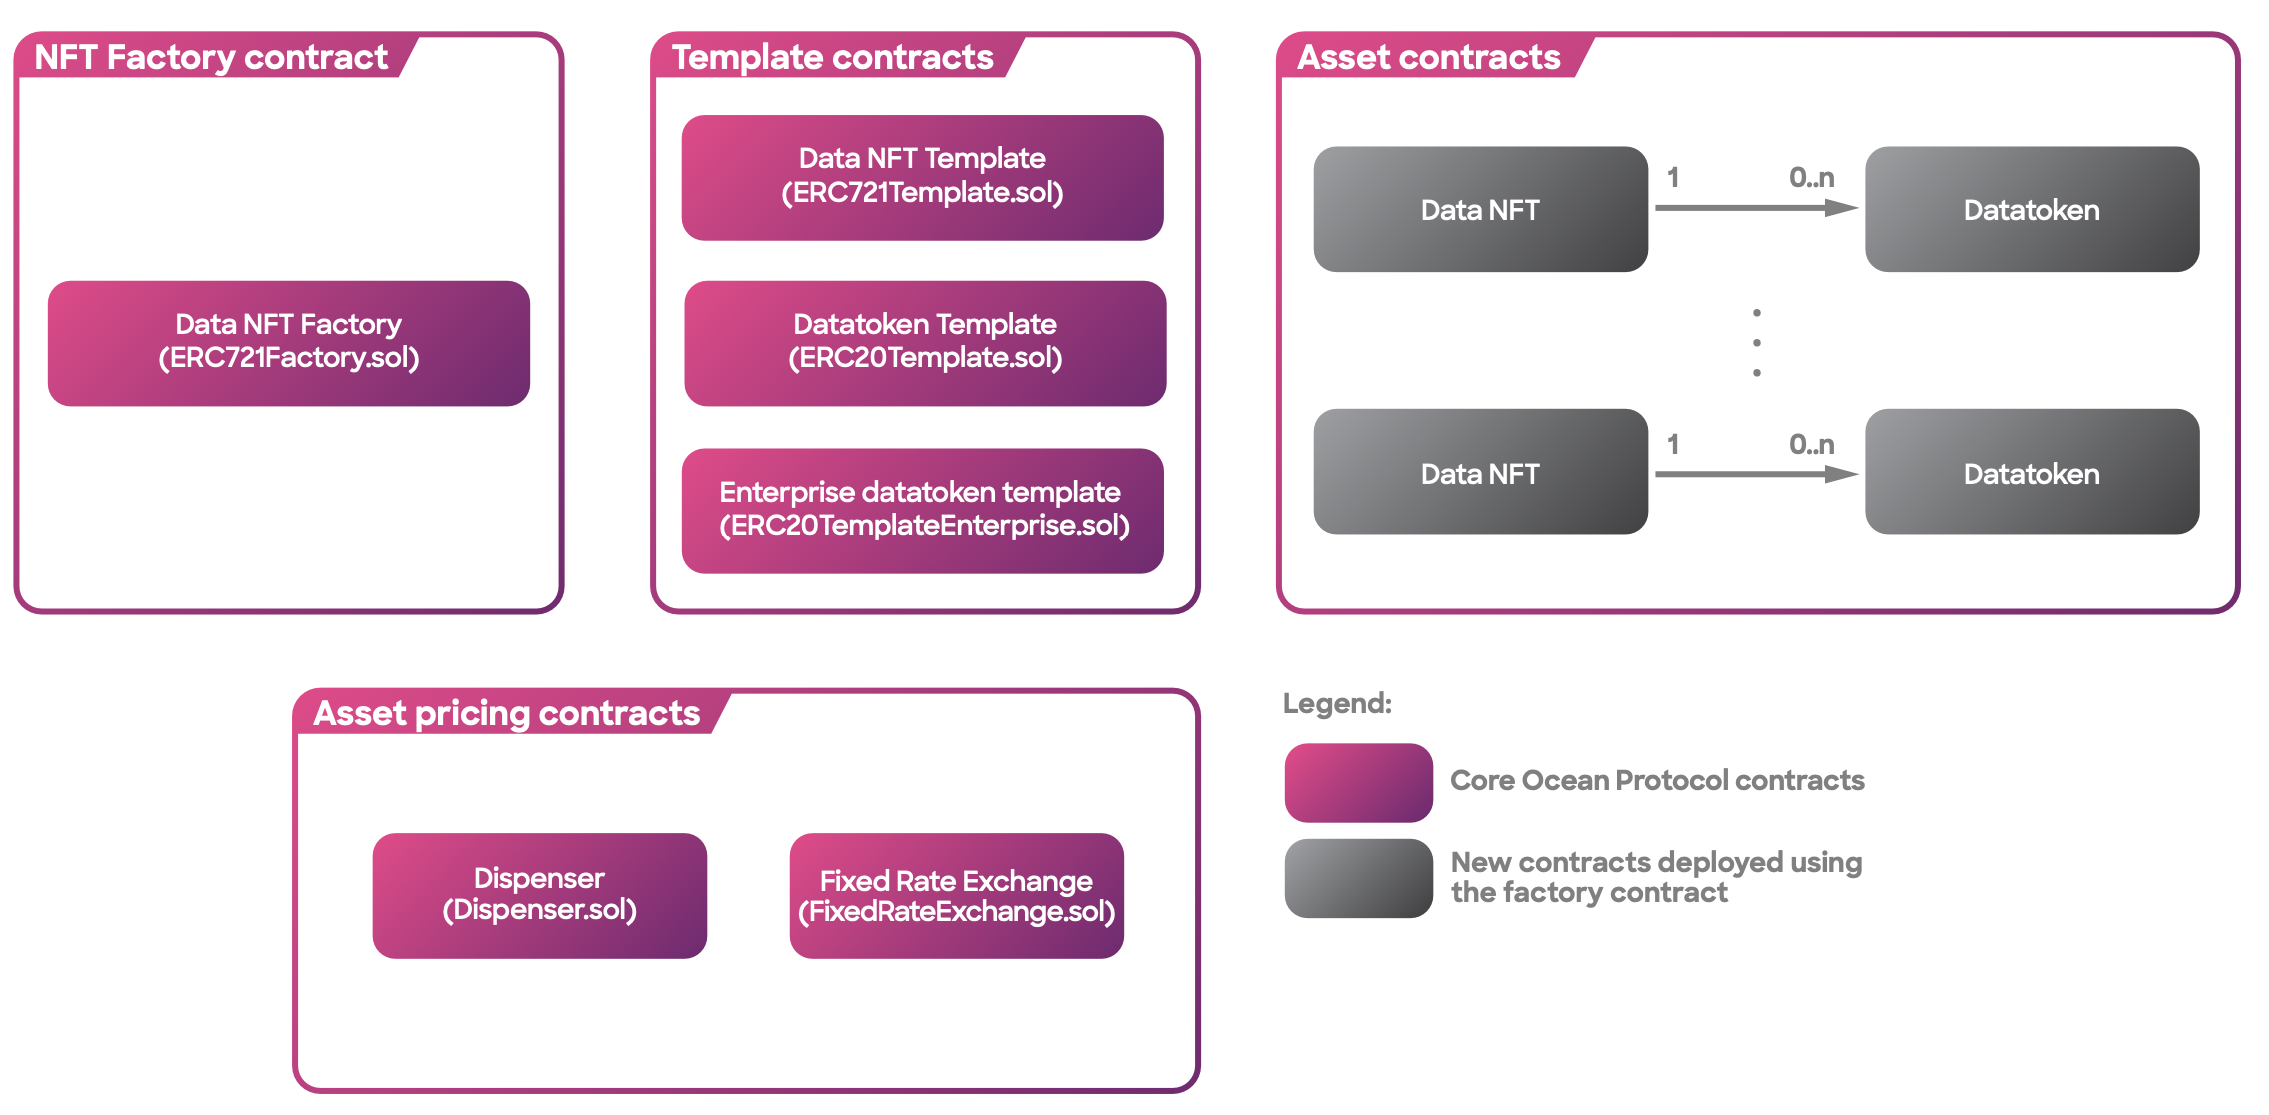 NFT Factory contract
Data NFT Factory
(ERC721Factory.sol)
Template contracts
Data NFT Template
(ERC721Template.sol)
Datatoken Template
(ERC20Template.sol)
Enterprise datatoken template
(ERC20TemplateEnterprise.sol)
Asset contracts
Data NFT
1
0..n
Datatoken
Data NFT
1
0..n
Datatoken
Asset pricing contracts
Dispenser
(Dispenser.sol)
Fixed Rate Exchange
(FixedRateExchange.sol)
Legend:
Core Ocean Protocol contracts
New contracts deployed using
the factory contract